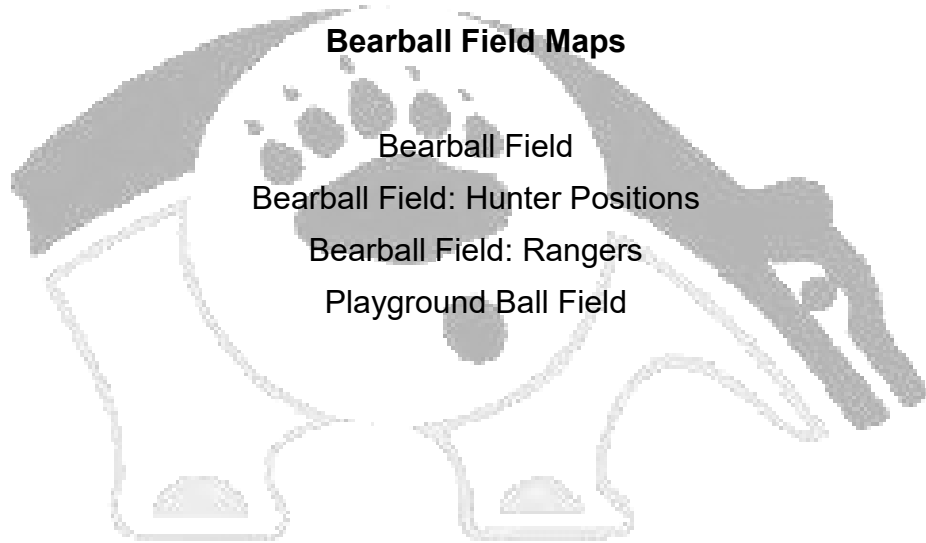 Bearball Field Maps
Bearball Field
Bearball Field: Hunter Positions
Bearball Field: Rangers
Playground Ball Field